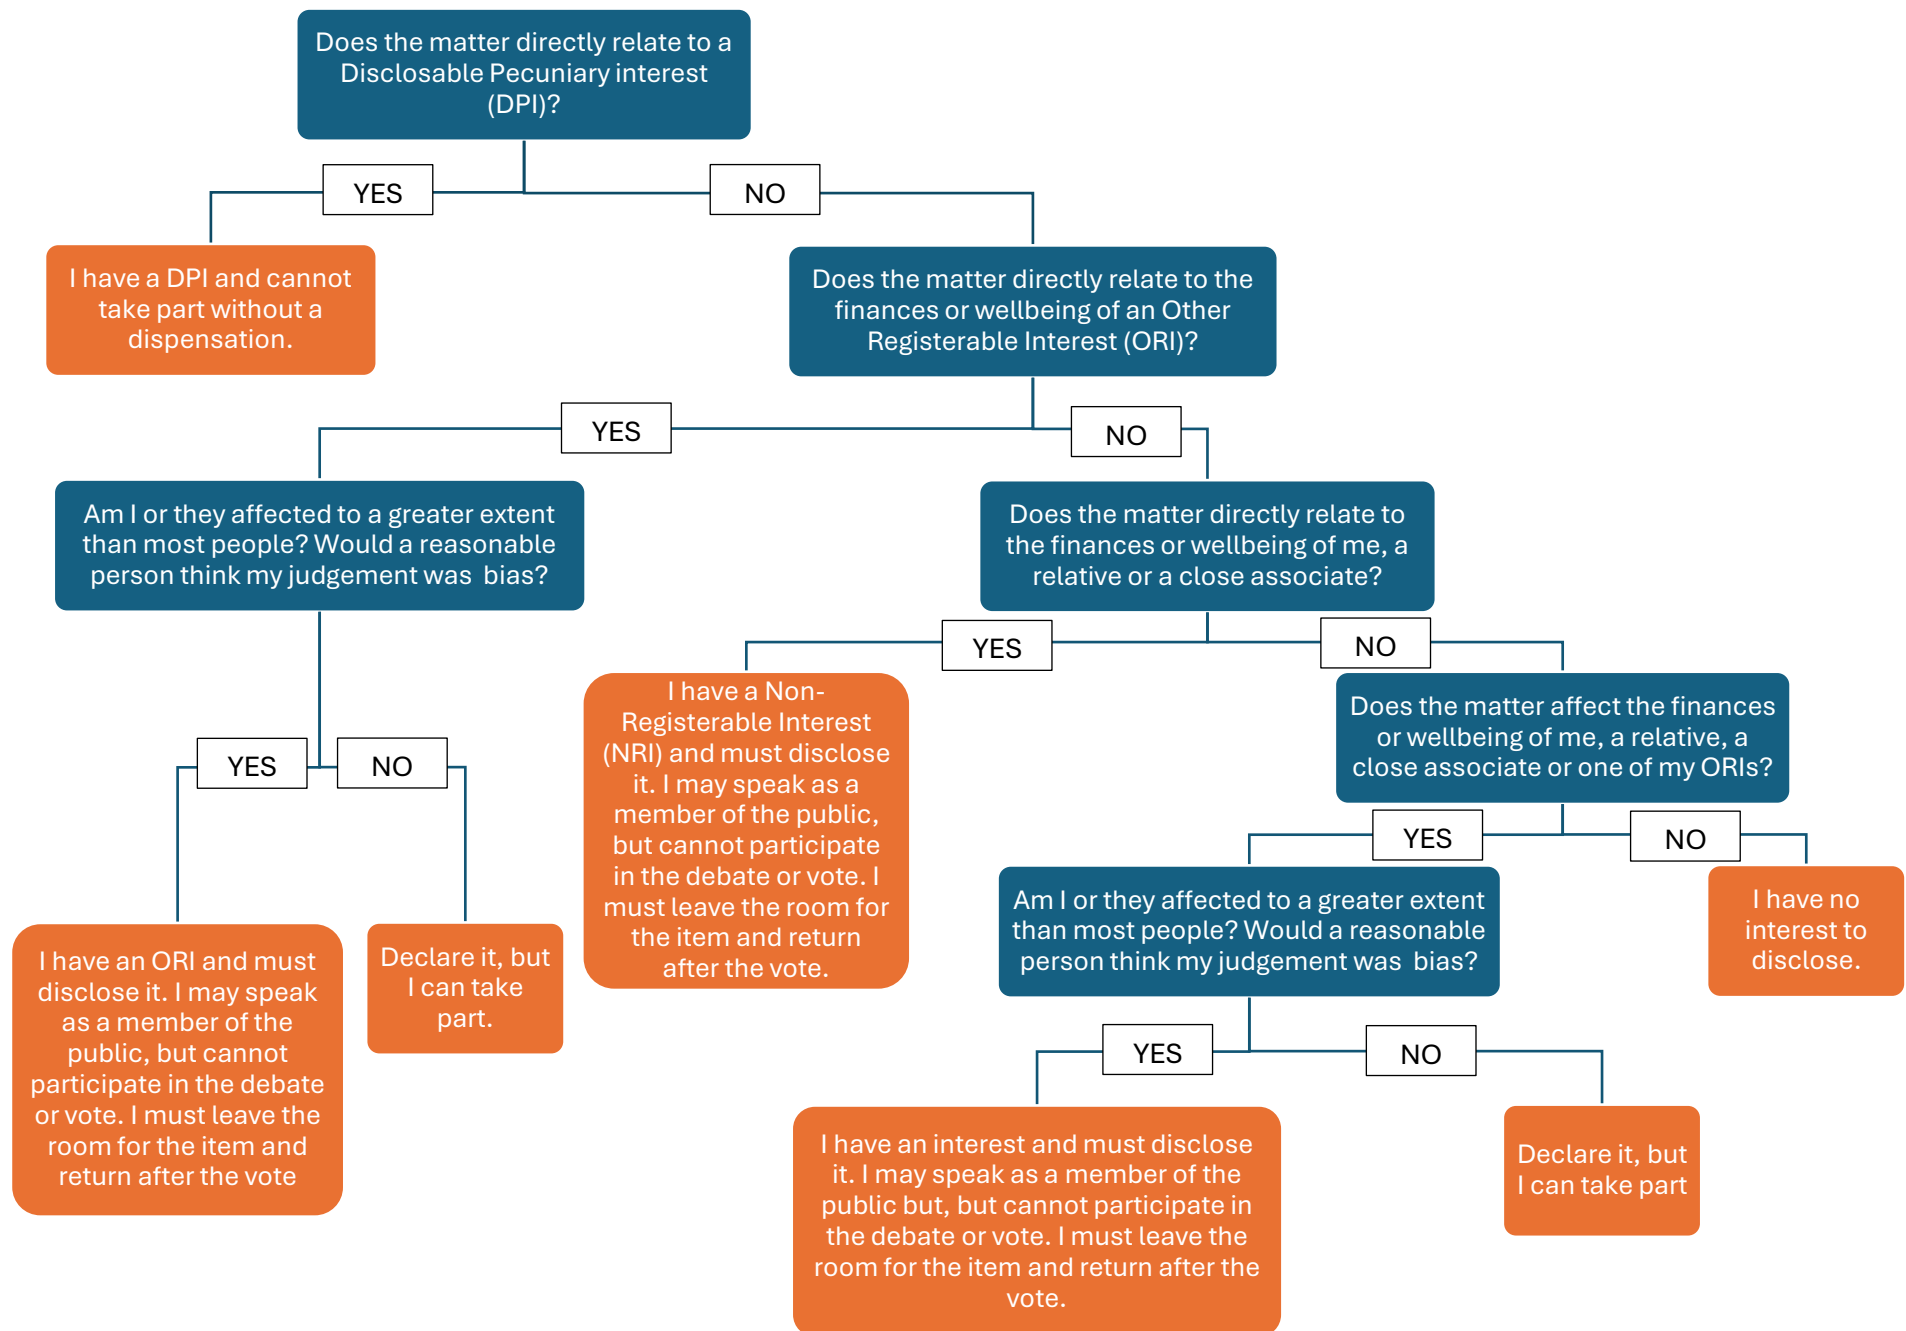 Does the matter directly relate to a
Disclosable Pecuniary interest
(DPI)?
YES
NO
I have a DPI and cannot
take part without a
dispensation.
Does the matter directly relate to the
finances or wellbeing of an Other
Registerable Interest (ORI)?
YES
NO
Am I or they affected to a greater extent
than most people? Would a reasonable
person think my judgement was  bias?
Does the matter directly relate to
the finances or wellbeing of me, a
relative or a close associate?
YES
NO
YES
NO
I have a Non-
Registerable Interest
(NRI) and must disclose
it. I may speak as a
member of the public,
but cannot participate
in the debate or vote. I
must leave the room for
the item and return
after the vote.
Does the matter affect the finances
or wellbeing of me, a relative, a
close associate or one of my ORIs?
YES
NO
I have an ORI and must
disclose it. I may speak
as a member of the
public, but cannot
participate in the debate
or vote. I must leave the
room for the item and
return after the vote
Declare it, but
I can take
part.
Am I or they affected to a greater extent
than most people? Would a reasonable
person think my judgement was  bias?
I have no
interest to
disclose.
YES
NO
I have an interest and must disclose
it. I may speak as a member of the
public but, but cannot participate in
the debate or vote. I must leave the
room for the item and return after the
vote.
Declare it, but
I can take part